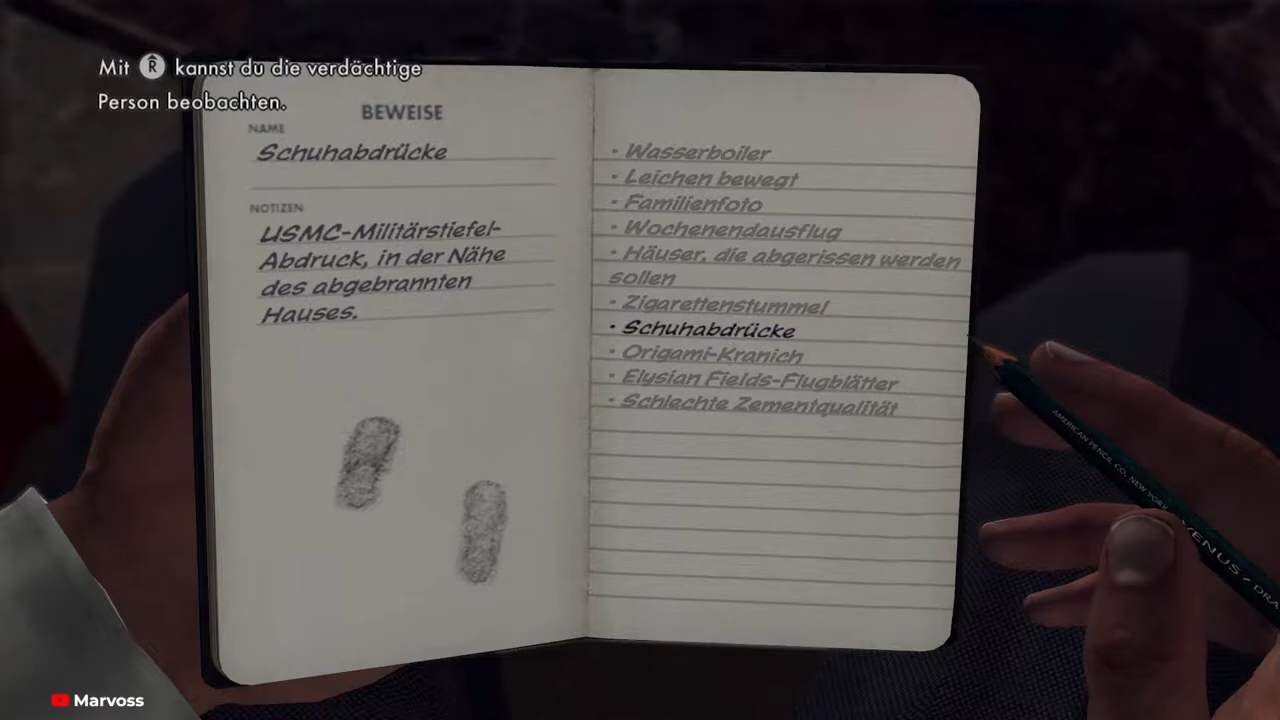 Mit R kannst du die verdächtige
Person beobachten.
BEWEISE
NAME
Schuhabdrücke
NOTIZEN
USMC-Militärstiefel-
Abdruck, in der Nähe
des abgebrannten
Hauses.
• Wasserboiler
• Leichen bewegt
• Familienfoto
• Wochenendausflug
• Häuser, die abgerissen werden
sollen
• Zigarettenstummel
• Schuhabdrücke
• Origami-Kranich
• Elysian Fields-Flugblätter
• Schlechte Zementqualität
AMERICAN PENCIL CO. NEW YORK VENUS / DRA
Marvoss